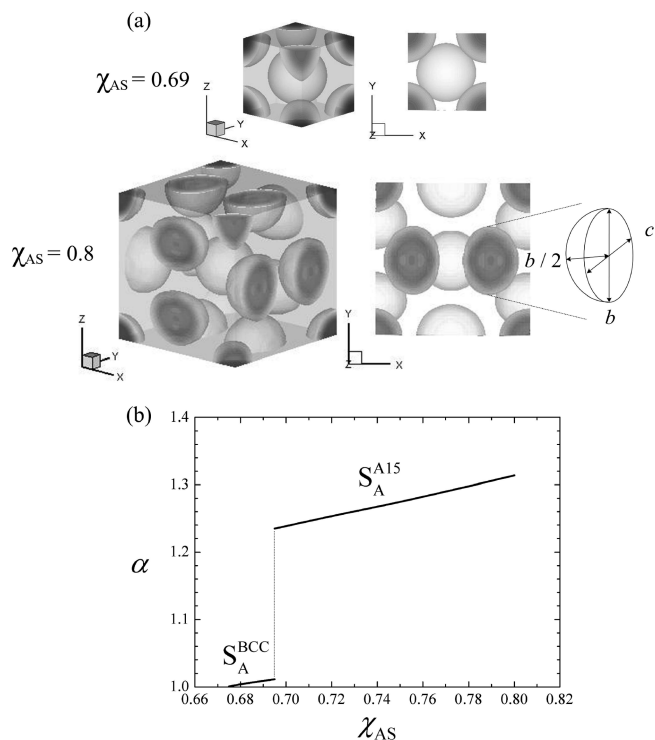 (a)
χAS = 0.69
Z
Y
X
Y
Z
X
χAS = 0.8
b / 2
c
b
Z
Y
X
Y
Z
X
(b)
1.4
1.3
1.2
1.1
1.0
α
S_A^A15
S_A^BCC
0.66 0.68 0.70 0.72 0.74 0.76 0.78 0.80 0.82
χAS